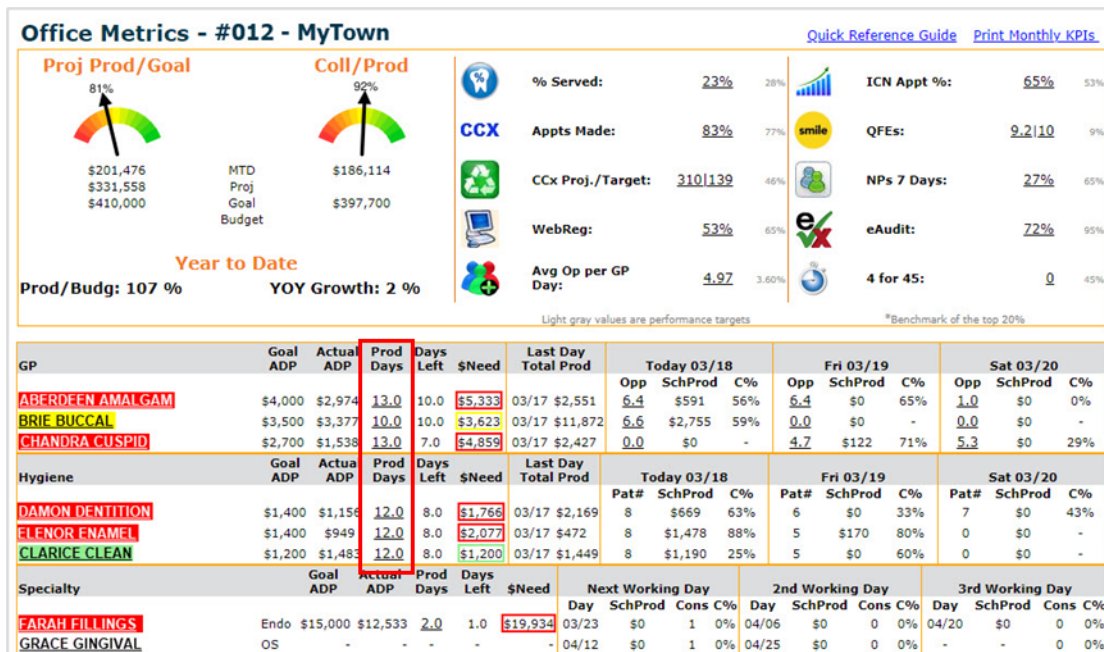 Office Metrics - #012 - MyTown
Quick Reference Guide Print Monthly KPIs
Proj Prod/Goal Coll/Prod
81% 92%
$201,476 MTD $186,114
$331,558 Proj
$410,000 Goal $397,700
Budget
Year to Date
Prod/Budg: 107 % YOY Growth: 2 %
% Served: 23% 28% ICN Appt %: 65% 53%
CCX Appts Made: 83% 77% smile QFEs: 9.2|10 9%
CCx Proj./Target: 310|139 46% NPs 7 Days: 27% 65%
WebReg: 53% 65% eX eAudit: 72% 95%
Avg Op per GP
Day: 4.97 3.60% 4 for 45: 0 45%
Light gray values are performance targets *Benchmark of the top 20%
Goal Actual Prod Days Last Day
GP ADP ADP Days Left $Need Total Prod Today 03/18 Fri 03/19 Sat 03/20
Opp SchProd C% Opp SchProd C% Opp SchProd C%
ABERDEEN AMALGAM $4,000 $2,974 13.0 10.0 $5,333 03/17 $2,551 6.4 $591 56% 6.4 $0 65% 1.0 $0 0%
BRIE BUCCAL $3,500 $3,377 10.0 10.0 $3,623 03/17 $11,872 6.6 $2,755 59% 0.0 $0 - 0.0 $0 -
CHANDRA CUSPID $2,700 $1,538 13.0 7.0 $4,859 03/17 $2,427 0.0 $0 - 4.7 $122 71% 5.3 $0 29%
Goal Actua Prod Days Last Day
Hygiene ADP ADP Days Left $Need Total Prod Today 03/18 Fri 03/19 Sat 03/20
Pat# SchProd C% Pat# SchProd C% Pat# SchProd C%
DAMON DENTITION $1,400 $1,156 12.0 8.0 $1,766 03/17 $2,169 8 $669 63% 6 $0 33% 7 $0 43%
ELENOR ENAMEL $1,400 $949 12.0 8.0 $2,077 03/17 $472 8 $1,478 88% 5 $170 80% 0 $0 -
CLARICE CLEAN $1,200 $1,483 12.0 8.0 $1,200 03/17 $1,449 8 $1,190 25% 5 $0 60% 0 $0 -
Goal Actual Prod Days
Specialty ADP ADP Days Left $Need Next Working Day 2nd Working Day 3rd Working Day
Day SchProd Cons C% Day SchProd Cons C% Day SchProd Cons C%
FARAH FILLINGS Endo $15,000 $12,533 2.0 1.0 $19,934 03/23 $0 1 0% 04/06 $0 0 0% 04/20 $0 0 0%
GRACE GINGIVAL OS - - - - - 04/12 $0 1 0% 04/25 $0 0 0% - - 0 0%